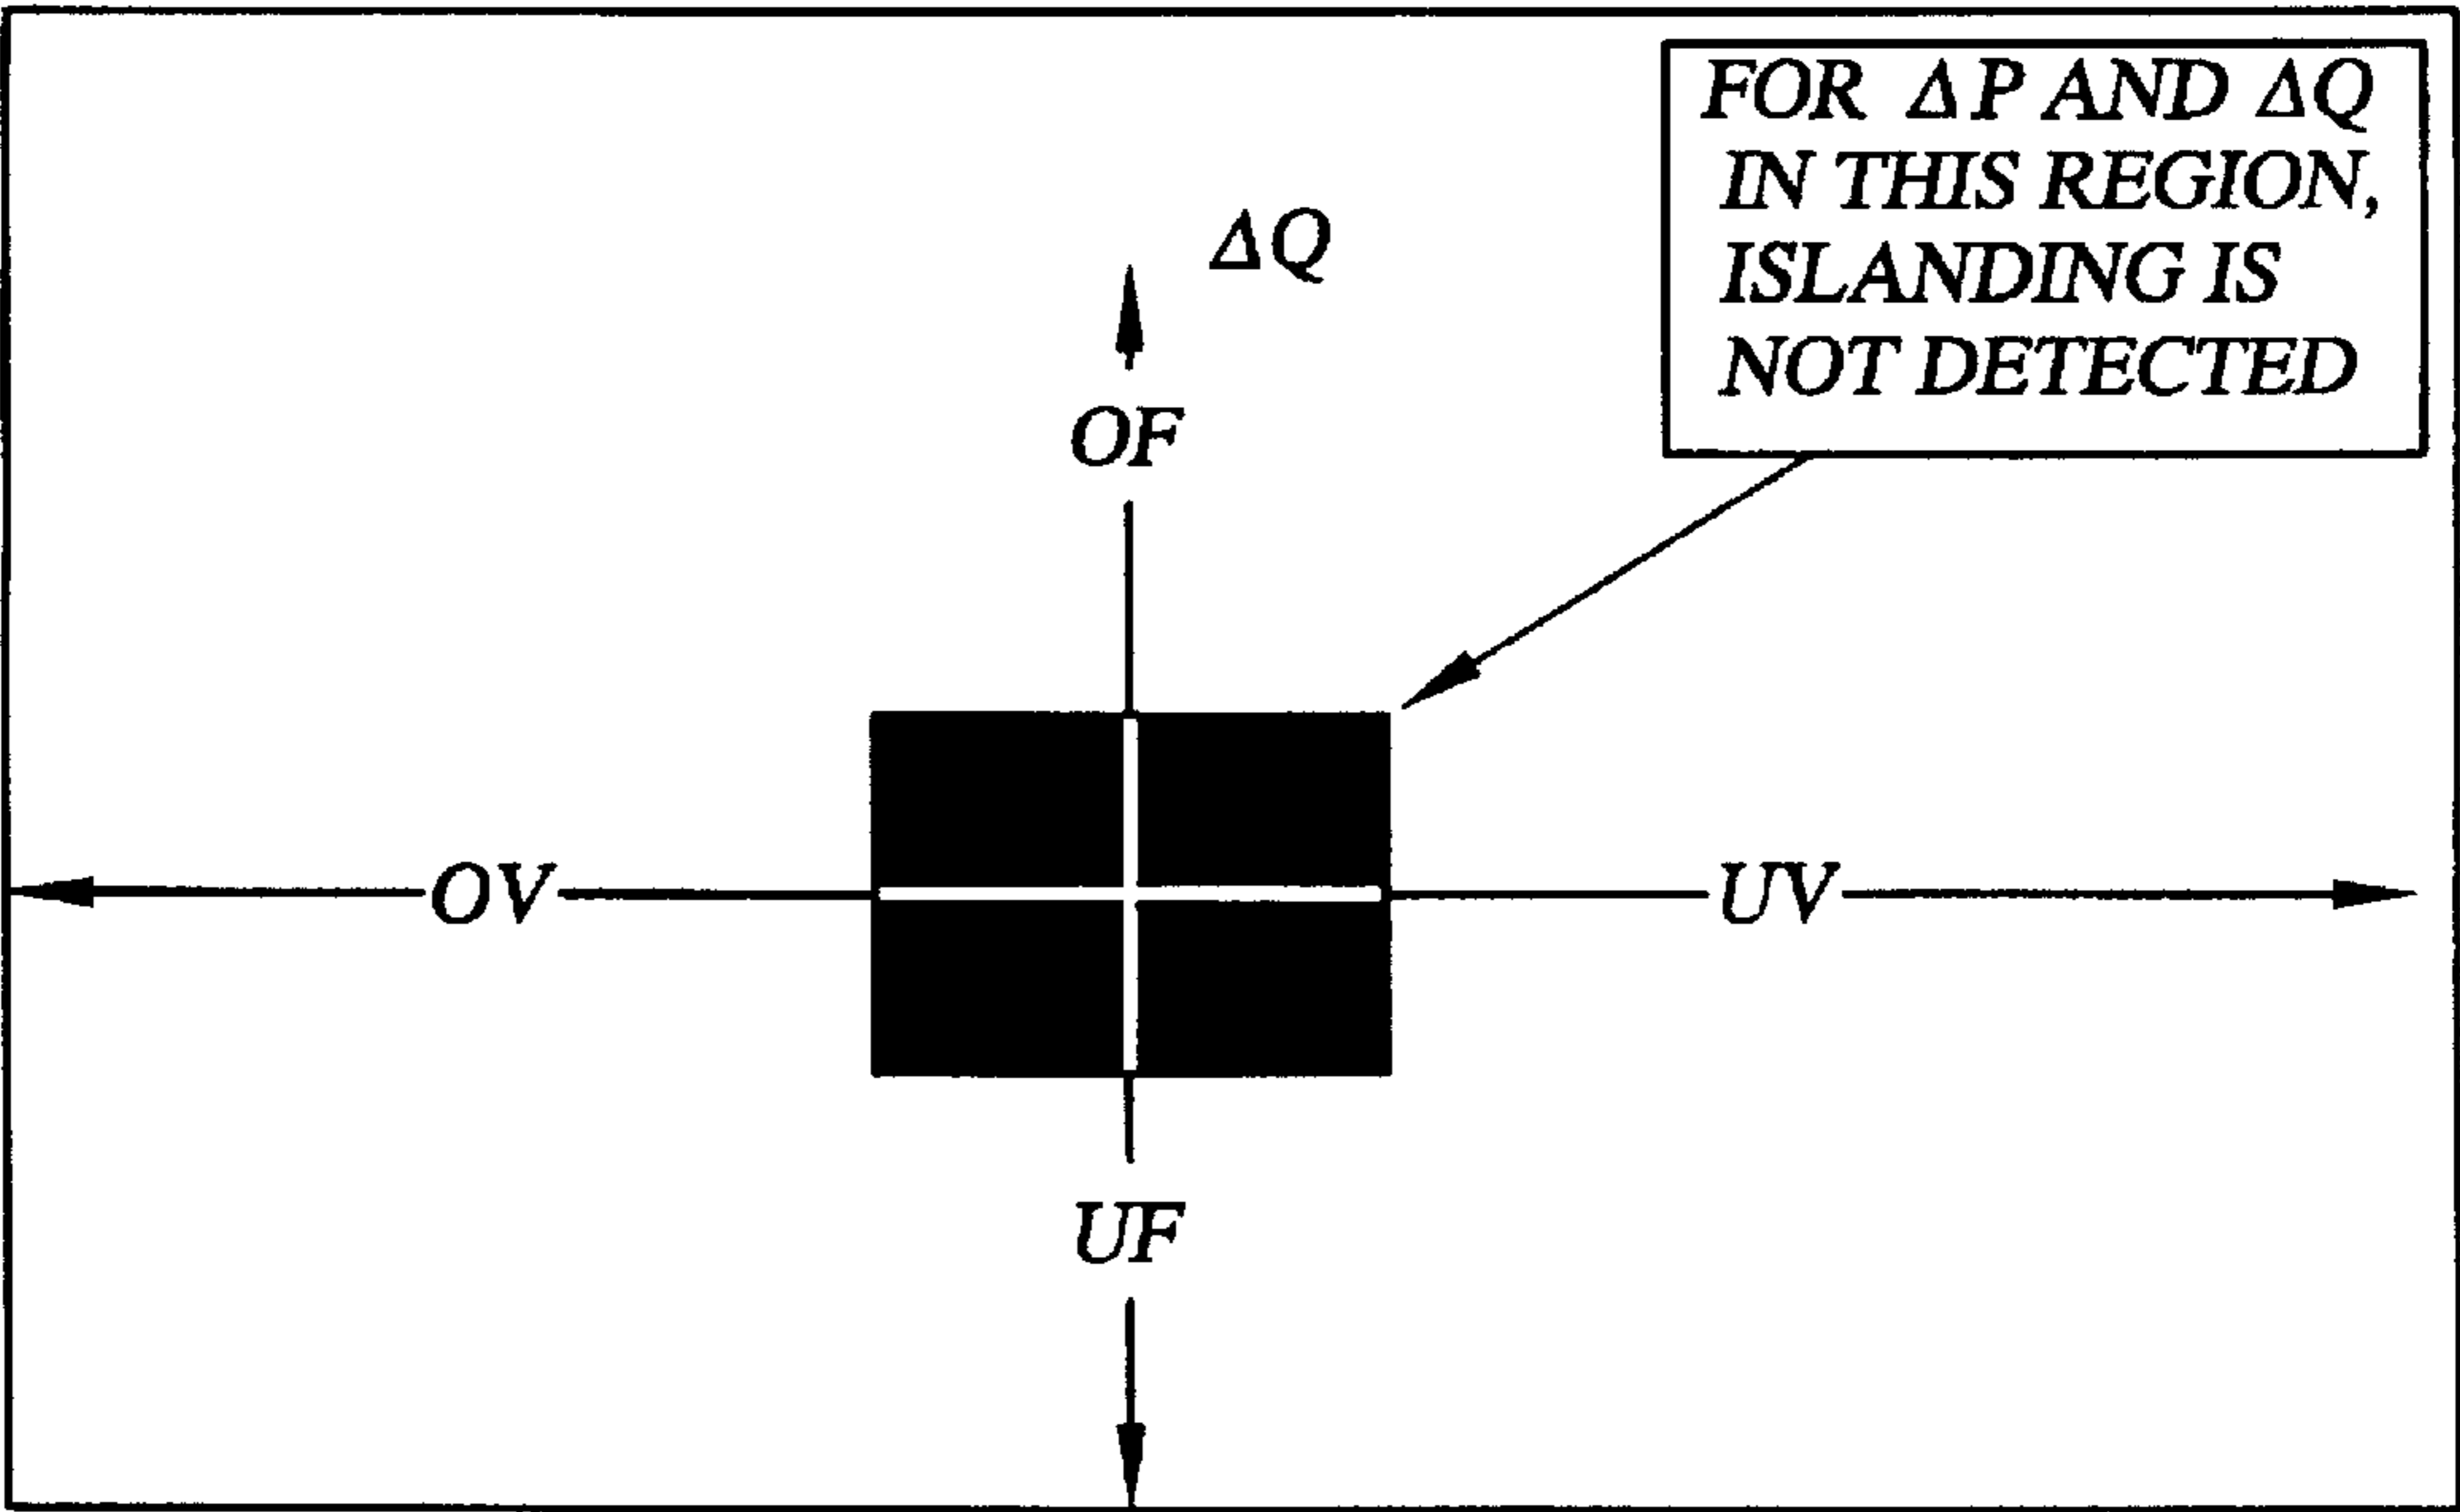 FOR ΔP AND ΔQ
IN THIS REGION,
ISLANDING IS
NOT DETECTED
ΔQ
OF
OV
UV
UF